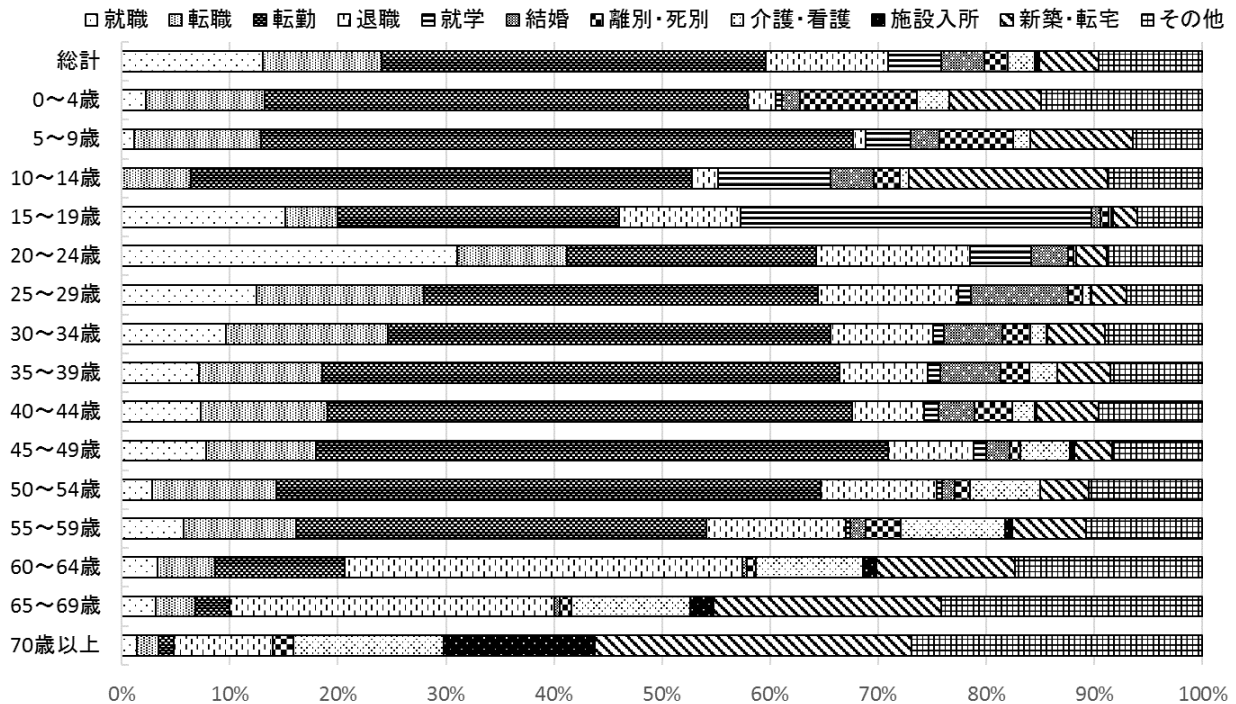 就職 転職 転勤 退職 就学 結婚 離別・死別 介護・看護 施設入所 新築・転宅 その他
総計
0～4歳
5～9歳
10～14歳
15～19歳
20～24歳
25～29歳
30～34歳
35～39歳
40～44歳
45～49歳
50～54歳
55～59歳
60～64歳
65～69歳
70歳以上
0% 10% 20% 30% 40% 50% 60% 70% 80% 90% 100%